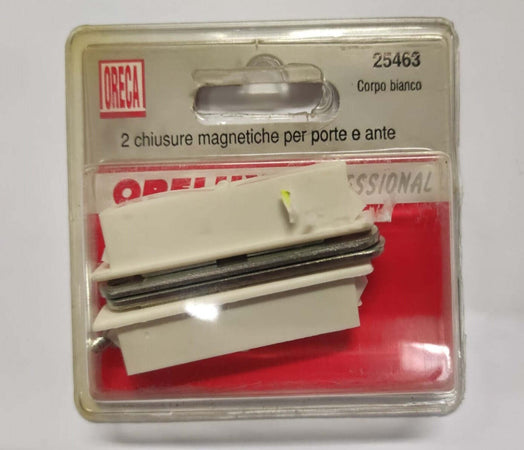 ORECA
25463
Corpo bianco
2 chiusure magnetiche per porte e ante